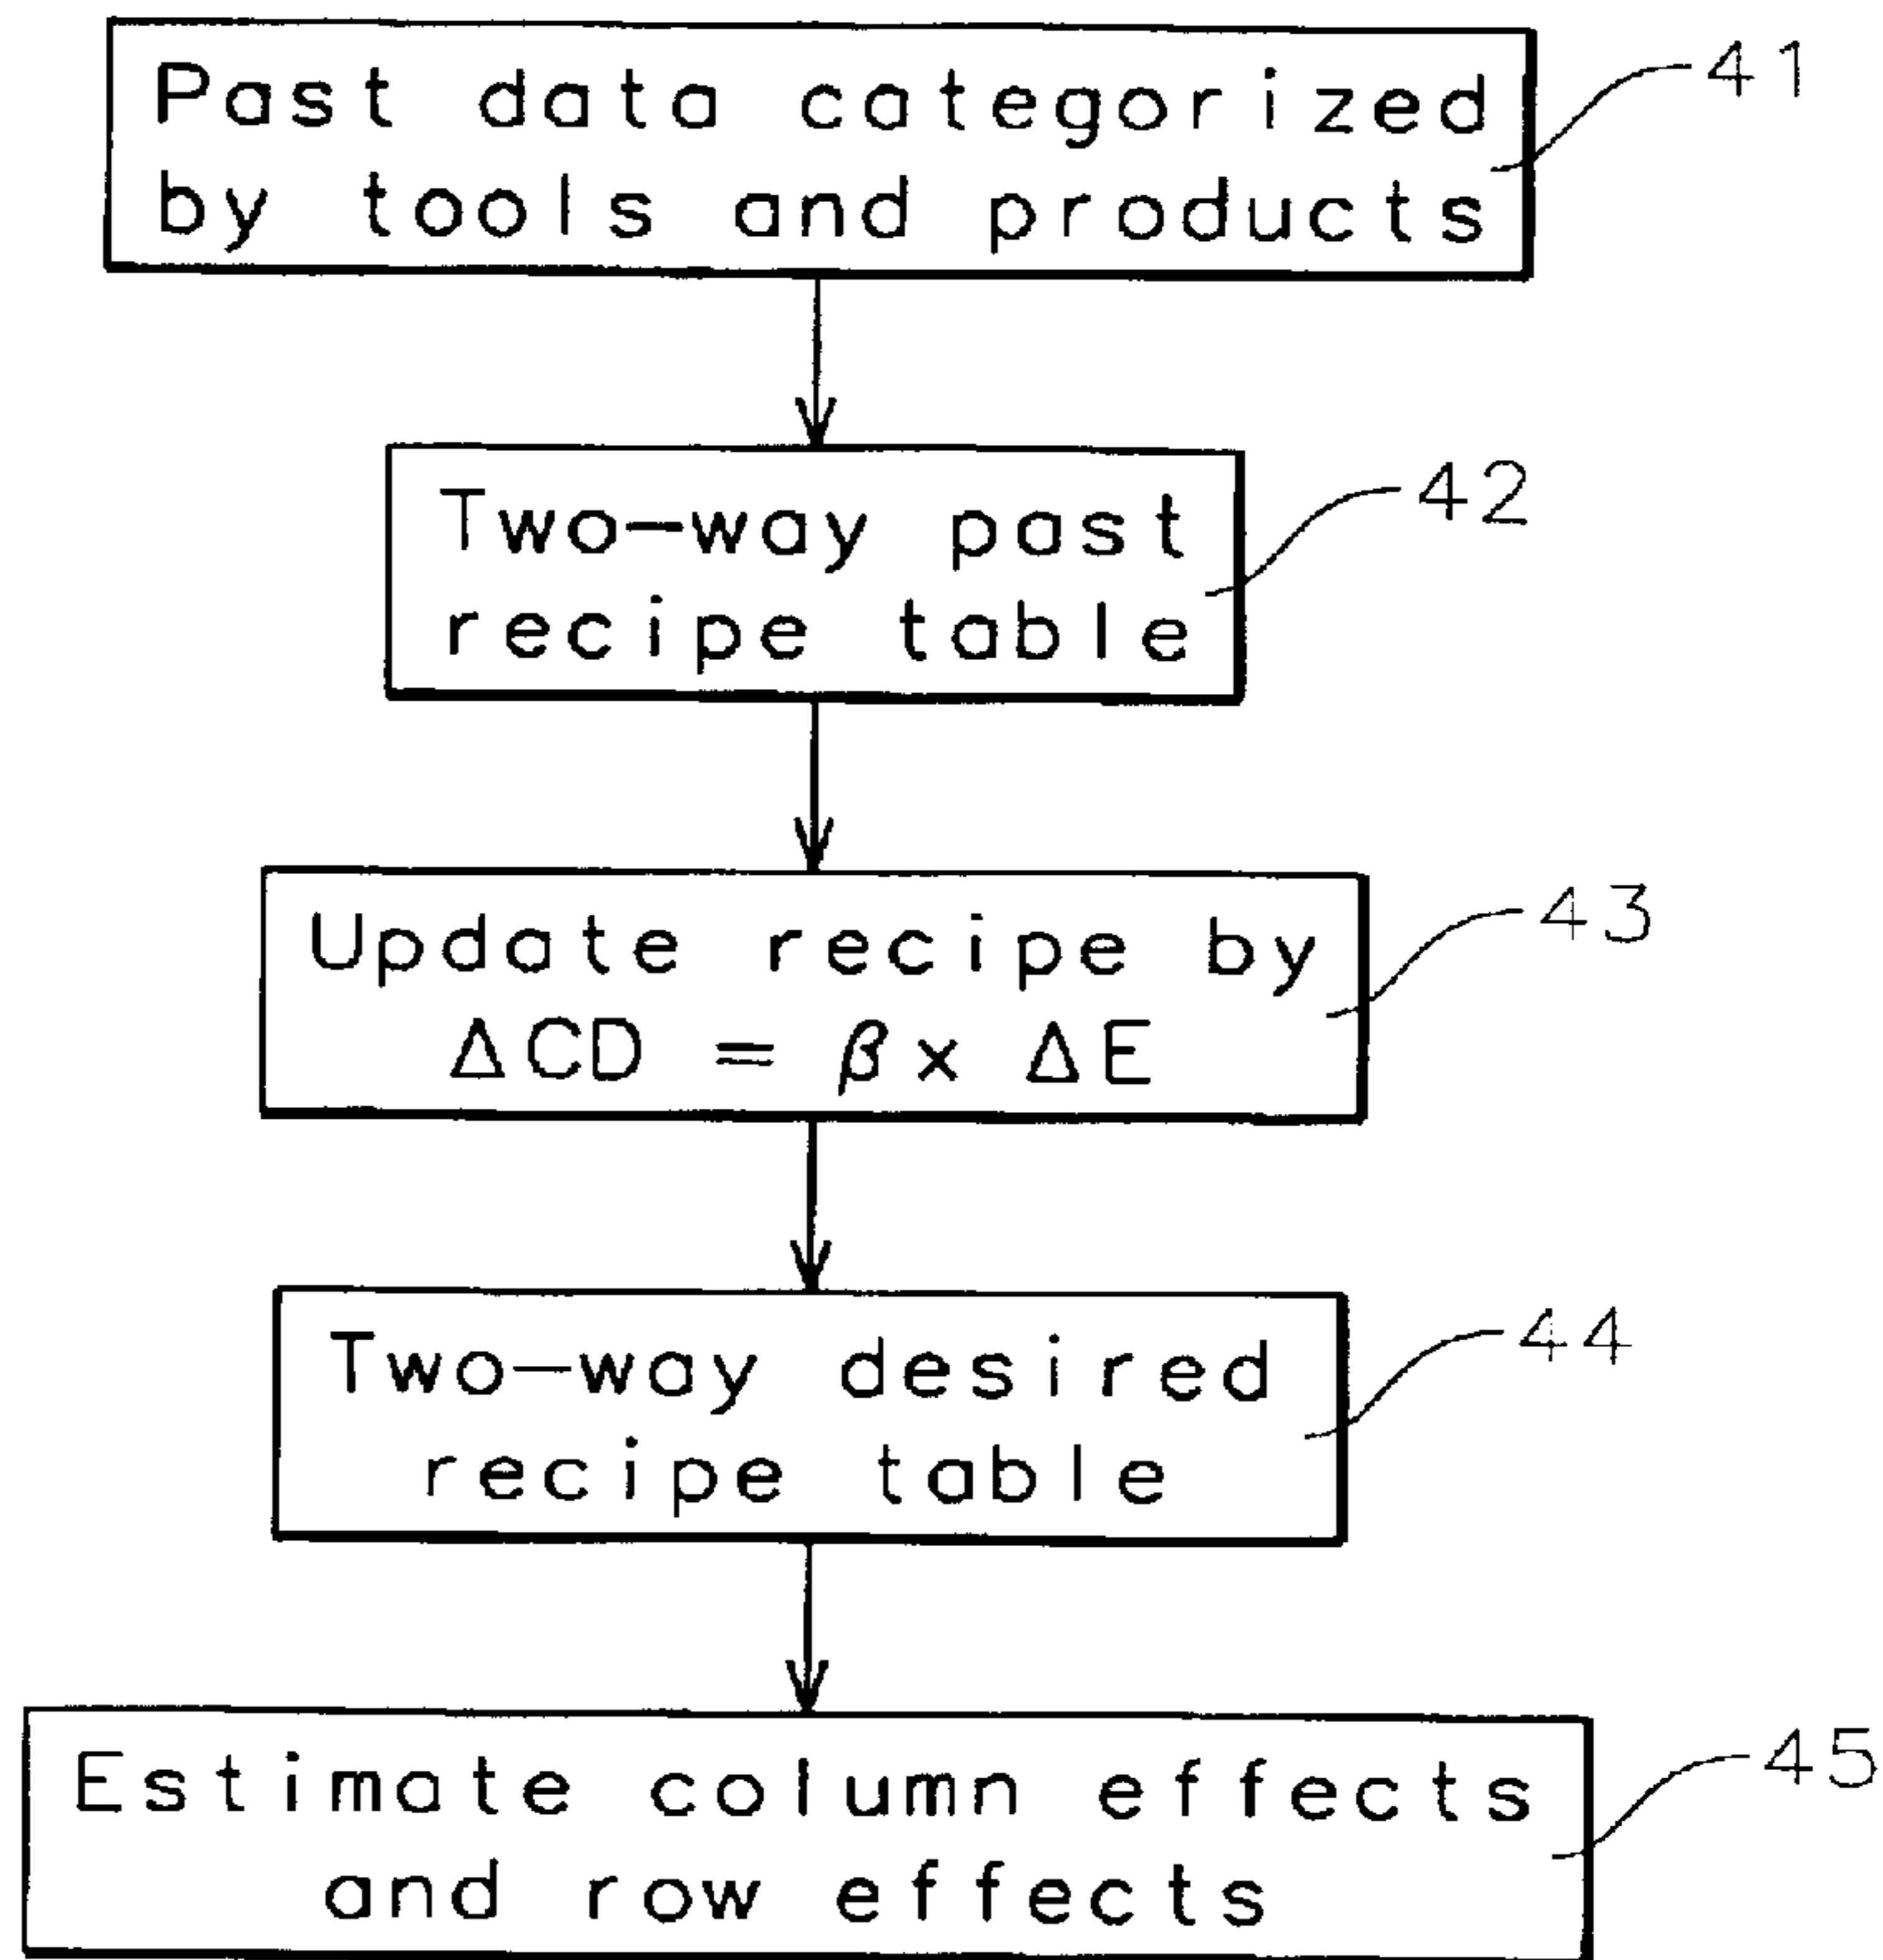 Past data categorized
by tools and products
41
Two-way past
recipe table
42
Update recipe by
ΔCD = β x ΔE
43
Two-way desired
recipe table
44
Estimate column effects
and row effects
45